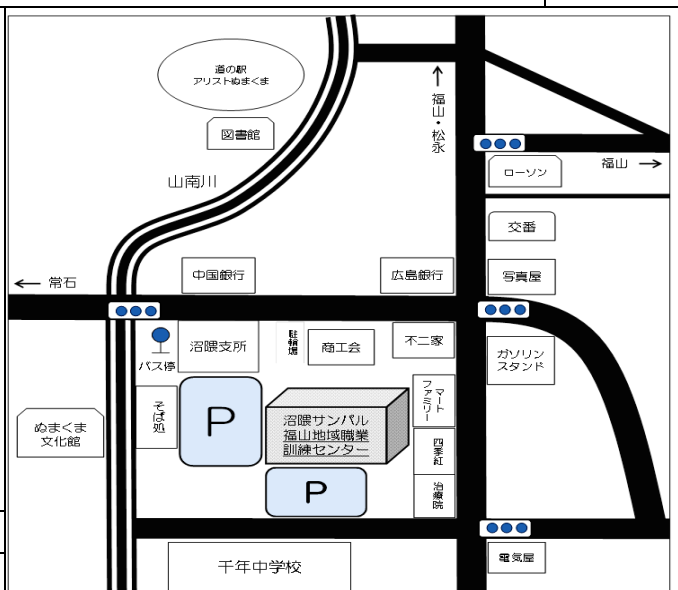 道の駅
アリストぬまくま
図書館
山南川
福山・松永
ローソン
福山 →
交番
← 常石
中国銀行
広島銀行
写真屋
バス停
沼隈支所
駐輪場
商工会
不二家
ガソリン
スタンド
そば処
P
沼隈サンパル
福山地域職業
訓練センター
ファミリー
マート
四季紅
治療院
ぬまくま
文化館
P
千年中学校
電気屋